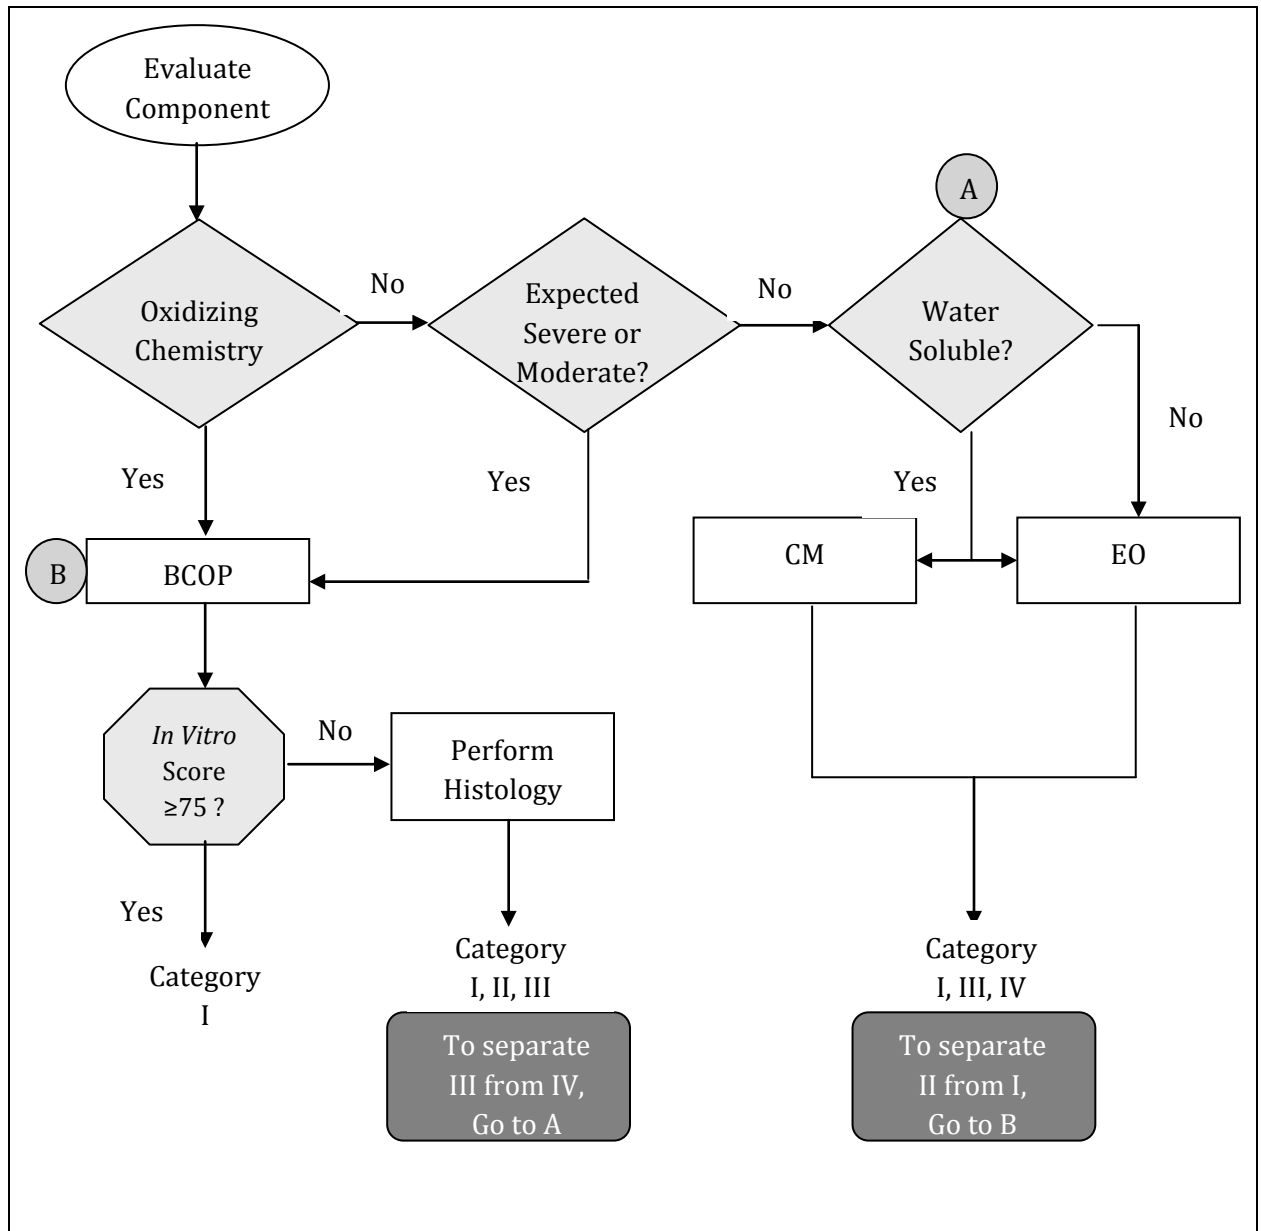 Evaluate
Component
A
No
Oxidizing
Chemistry
Expected
Severe or
Moderate?
No
Water
Soluble?
No
Yes
Yes
Yes
B
BCOP
CM
EO
In Vitro
Score
≥75 ?
No
Perform
Histology
Yes
Category
I
Category
I, II, III
To separate
III from IV,
Go to A
Category
I, III, IV
To separate
II from I,
Go to B